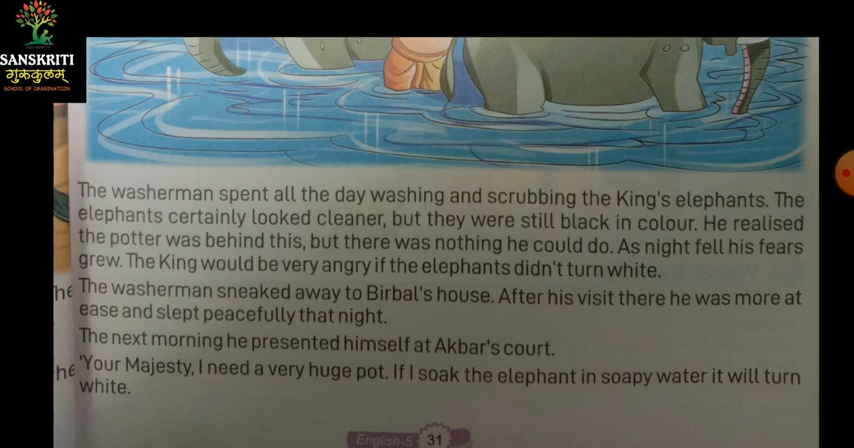 SANSKRITI
गुरुकुलम्
SCHOOL OF IMAGINATION
The washerman spent all the day washing and scrubbing the King's elephants. The
elephants certainly looked cleaner, but they were still black in colour. He realised
the potter was behind this, but there was nothing he could do. As night fell his fears
grew. The King would be very angry if the elephants didn't turn white.
he
The washerman sneaked away to Birbal's house. After his visit there he was more at
ease and slept peacefully that night.
The next morning he presented himself at Akbar's court.
he
'Your Majesty, I need a very huge pot. If I soak the elephant in soapy water it will turn
white.
English-5 31